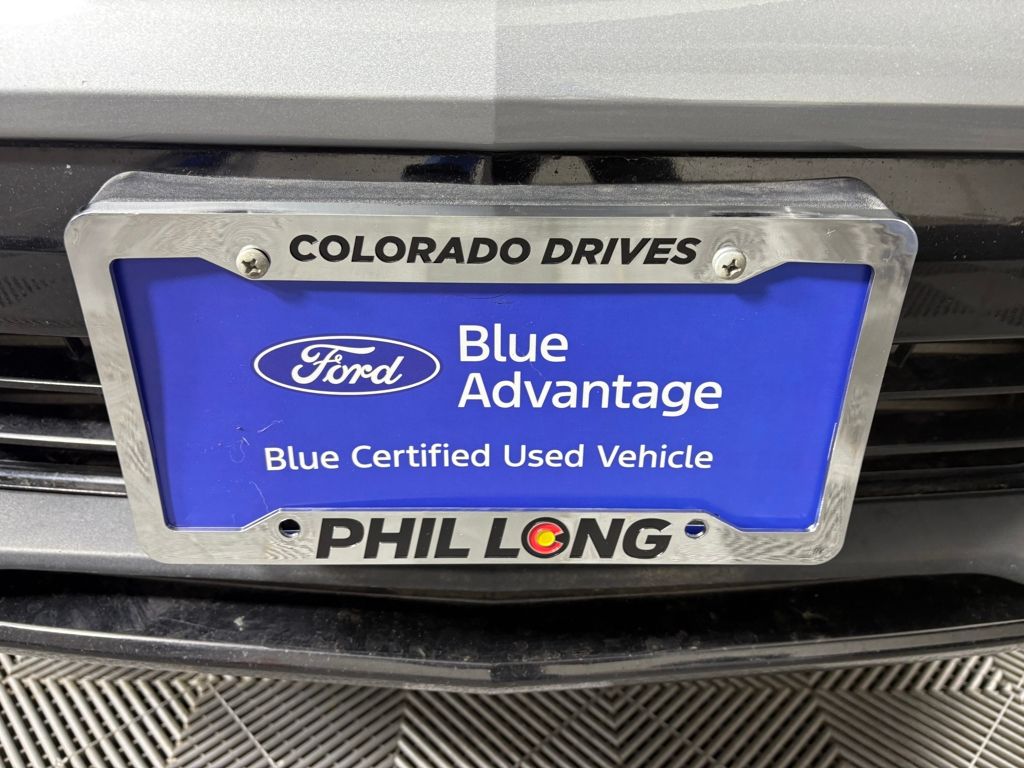 COLORADO DRIVES
Ford
Blue
Advantage
Blue Certified Used Vehicle
PHIL LONG